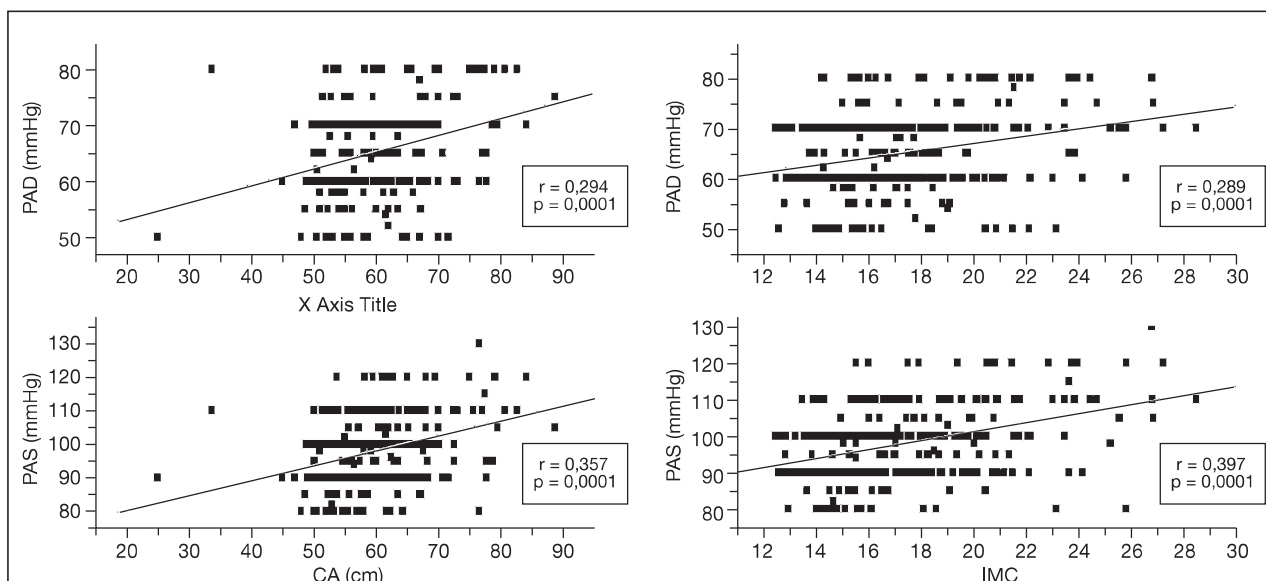 PAD (mmHg)
80
70
60
50
r = 0,294
p = 0,0001
20 30 40 50 60 70 80 90
X Axis Title
PAD (mmHg)
80
70
60
50
r = 0,289
p = 0,0001
12 14 16 18 20 22 24 26 28 30
PAS (mmHg)
130
120
110
100
90
80
r = 0,357
p = 0,0001
20 30 40 50 60 70 80 90
CA (cm)
PAS (mmHg)
130
120
110
100
90
80
r = 0,397
p = 0,0001
12 14 16 18 20 22 24 26 28 30
IMC